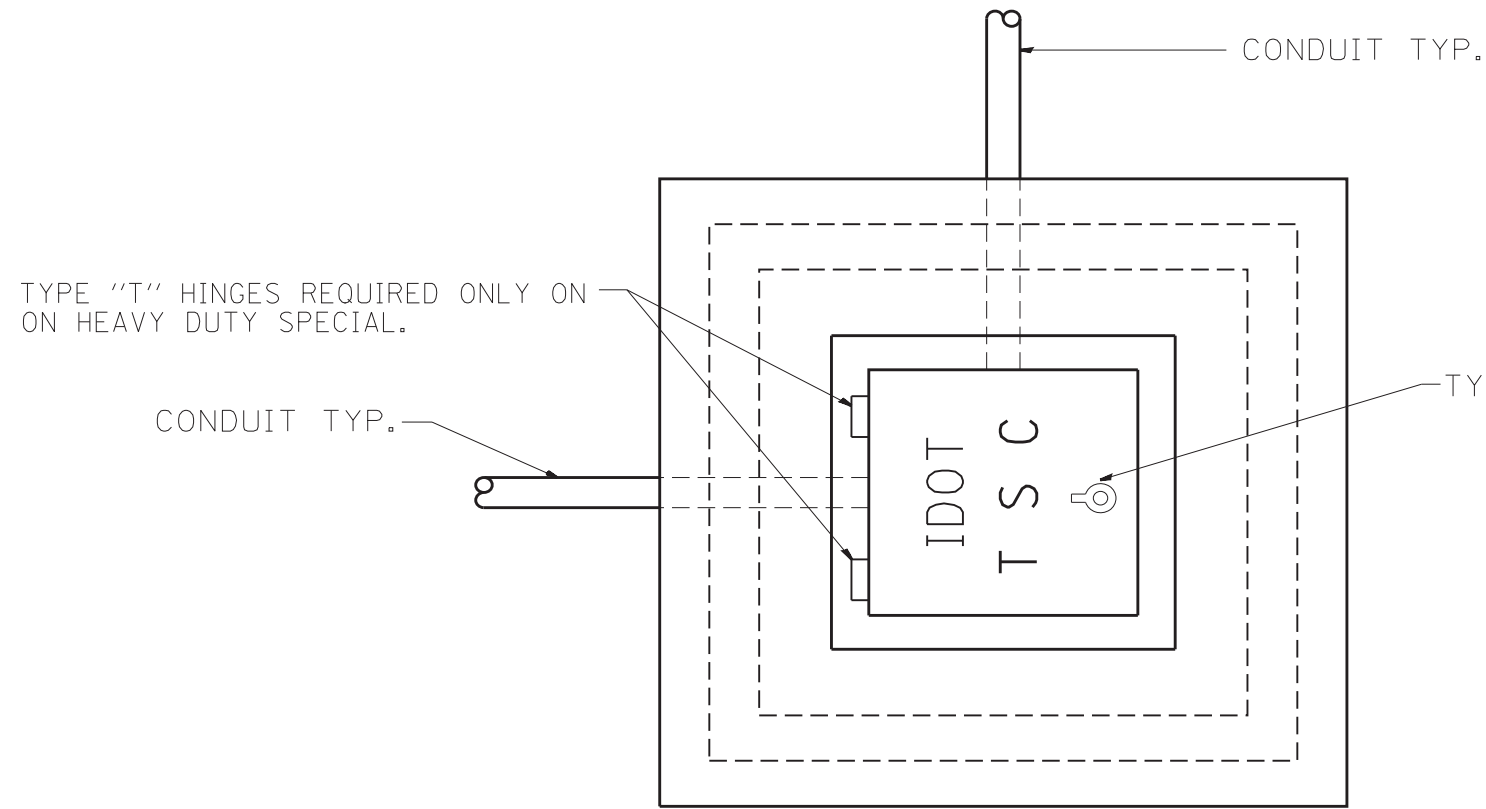 CONDUIT TYP.
TYPE "T" HINGES REQUIRED ONLY ON
ON HEAVY DUTY SPECIAL.
TY
CONDUIT TYP.
IDOT
T S C